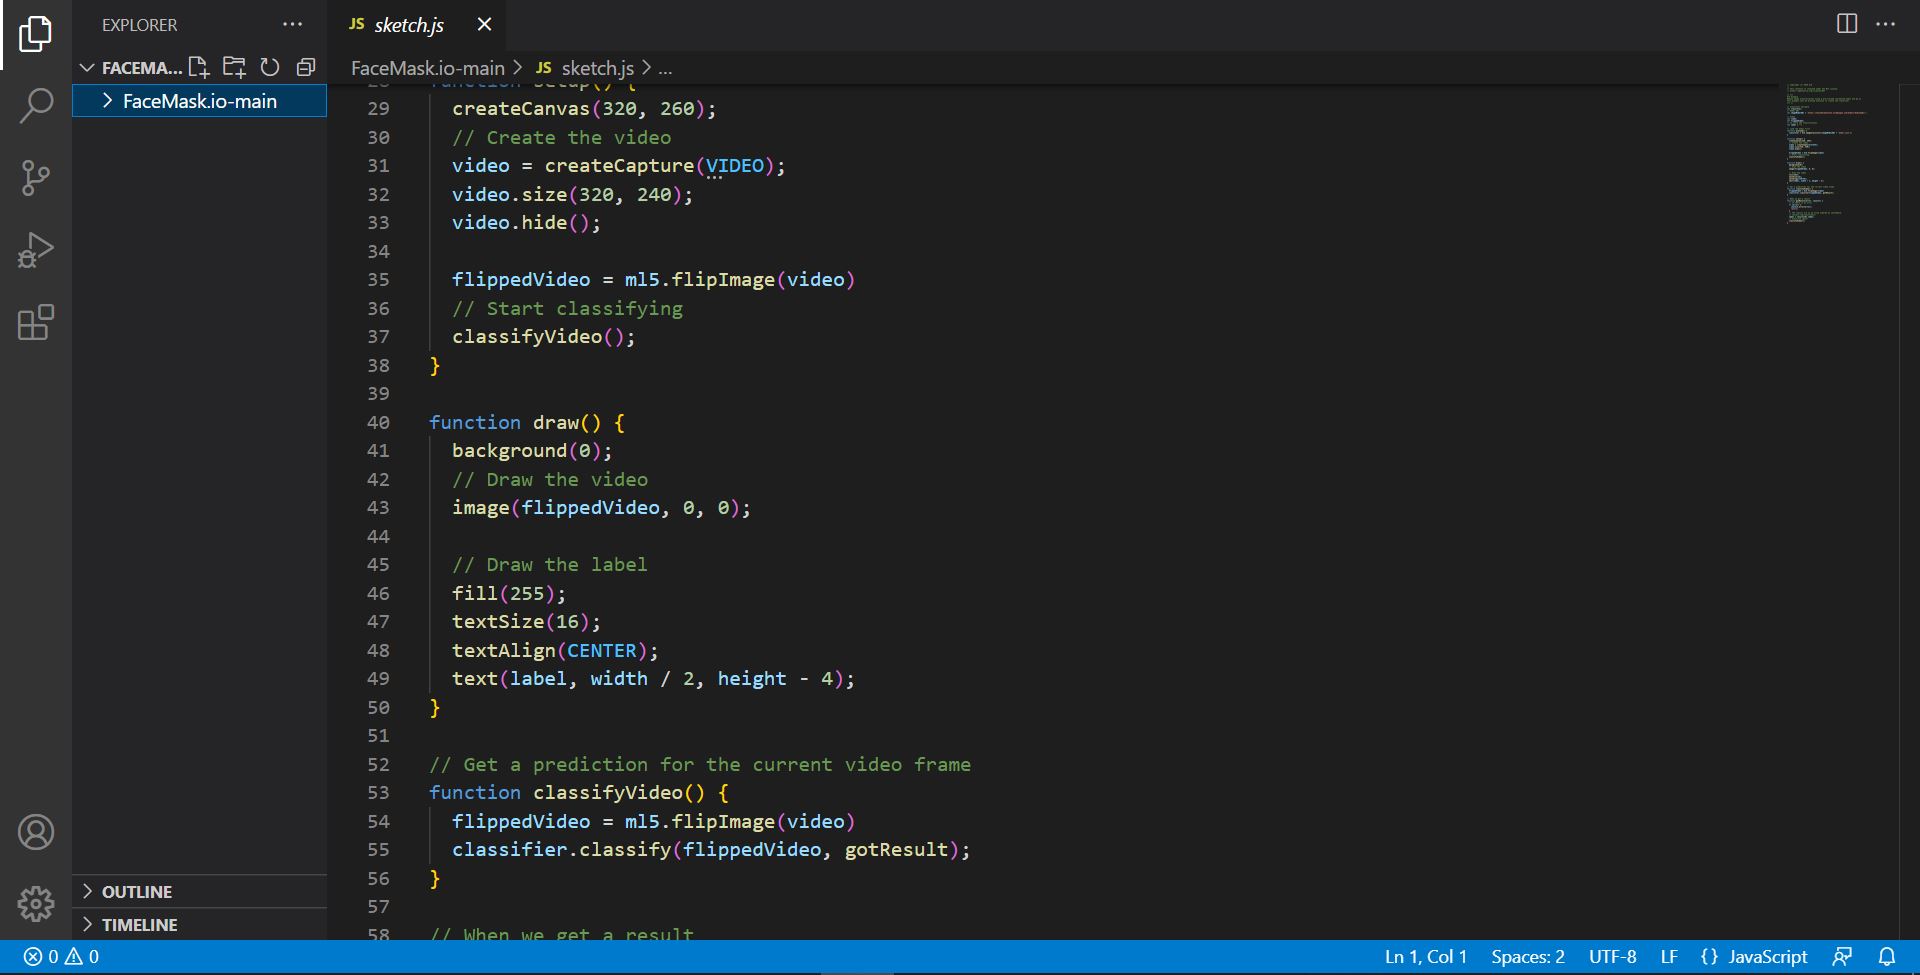 EXPLORER
FACEMA...
FaceMask.io-main
OUTLINE
TIMELINE
JS sketch.js
FaceMask.io-main > JS sketch.js > ...
28 function setup() {
29 createCanvas(320, 260);
30 // Create the video
31 video = createCapture(VIDEO);
32 video.size(320, 240);
33 video.hide();
34
35 flippedVideo = ml5.flipImage(video)
36 // Start classifying
37 classifyVideo();
38 }
39
40 function draw() {
41 background(0);
42 // Draw the video
43 image(flippedVideo, 0, 0);
44
45 // Draw the label
46 fill(255);
47 textSize(16);
48 textAlign(CENTER);
49 text(label, width / 2, height - 4);
50 }
51
52 // Get a prediction for the current video frame
53 function classifyVideo() {
54 flippedVideo = ml5.flipImage(video)
55 classifier.classify(flippedVideo, gotResult);
56 }
57
58 // When we get a result
0 0 Ln 1, Col 1 Spaces: 2 UTF-8 LF {} JavaScript